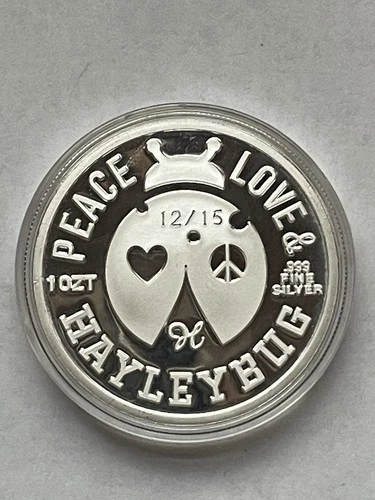 PEACE LOVE &
12/15
1 OZT
.999
FINE
SILVER
H
HAYLEYBUG